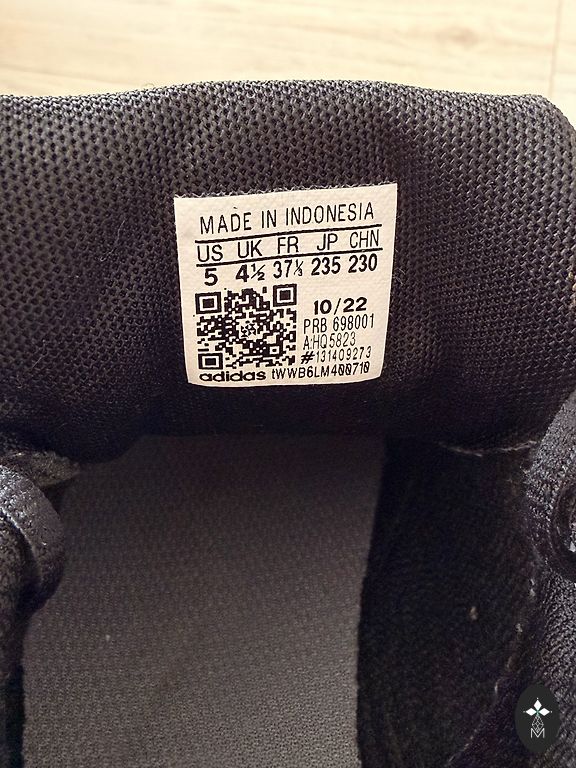 MADE IN INDONESIA
US UK FR JP CHN
5 4½ 37⅓ 235 230
10/22
PRB 698001
A:HQ5823
#131409273
adidas tWWB6LM400710
M